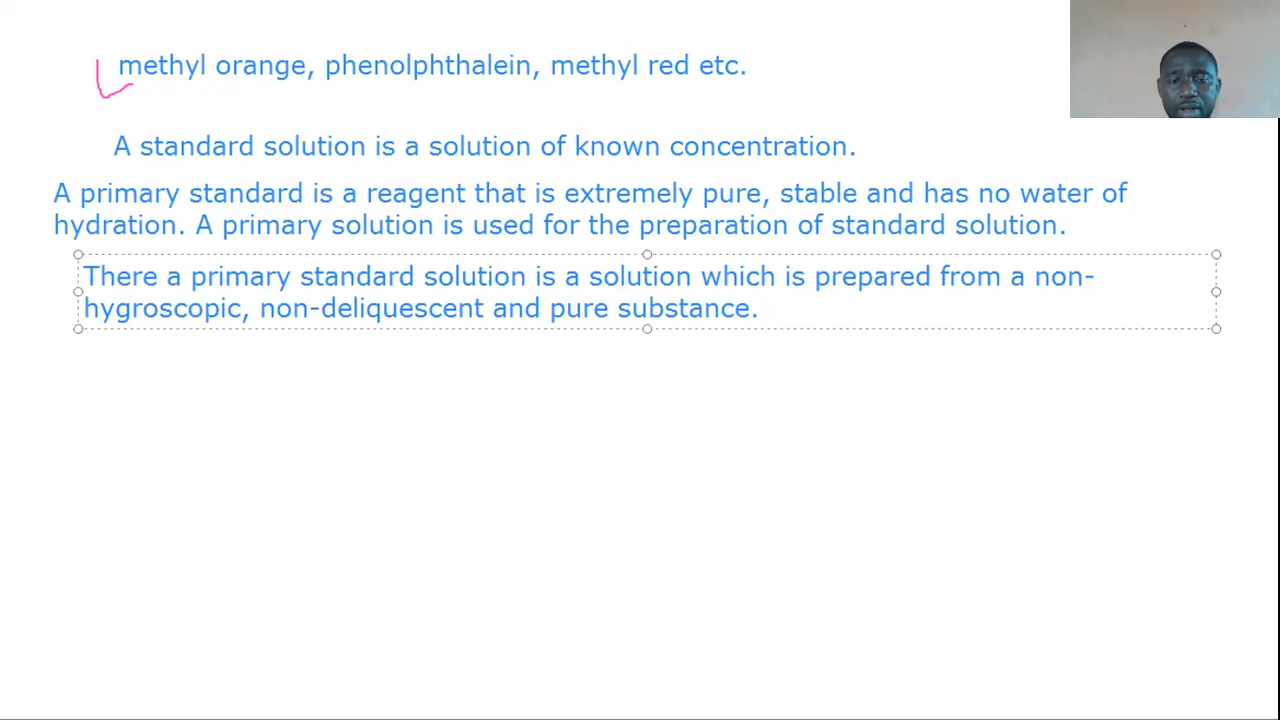 methyl orange, phenolphthalein, methyl red etc.
A standard solution is a solution of known concentration.
A primary standard is a reagent that is extremely pure, stable and has no water of
hydration. A primary solution is used for the preparation of standard solution.
There a primary standard solution is a solution which is prepared from a non-
hygroscopic, non-deliquescent and pure substance.